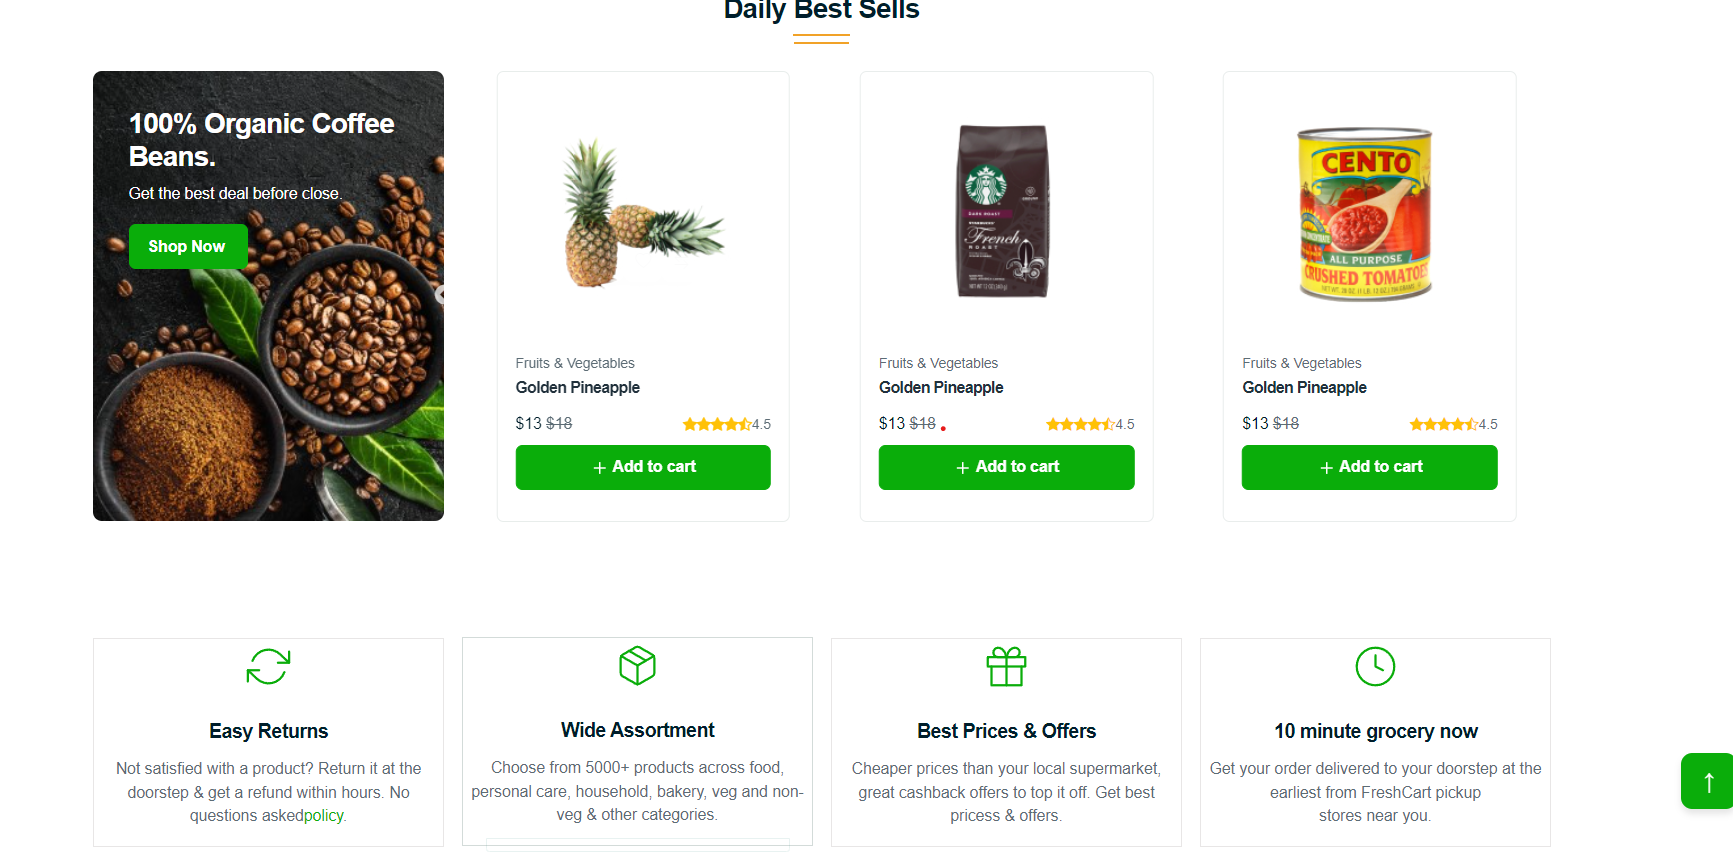 Daily Best Sells
100% Organic Coffee
Beans.
Get the best deal before close.
Shop Now
DARK ROAST
French
ROAST
CENTO
ALL PURPOSE
CRUSHED TOMATOES
Fruits & Vegetables
Golden Pineapple
$13 $18 4.5
+ Add to cart
Fruits & Vegetables
Golden Pineapple
$13 $18 4.5
+ Add to cart
Fruits & Vegetables
Golden Pineapple
$13 $18 4.5
+ Add to cart
Easy Returns
Not satisfied with a product? Return it at the
doorstep & get a refund within hours. No
questions askedpolicy.
Wide Assortment
Choose from 5000+ products across food,
personal care, household, bakery, veg and non-
veg & other categories.
Best Prices & Offers
Cheaper prices than your local supermarket,
great cashback offers to top it off. Get best
pricess & offers.
10 minute grocery now
Get your order delivered to your doorstep at the
earliest from FreshCart pickup
stores near you.
↑